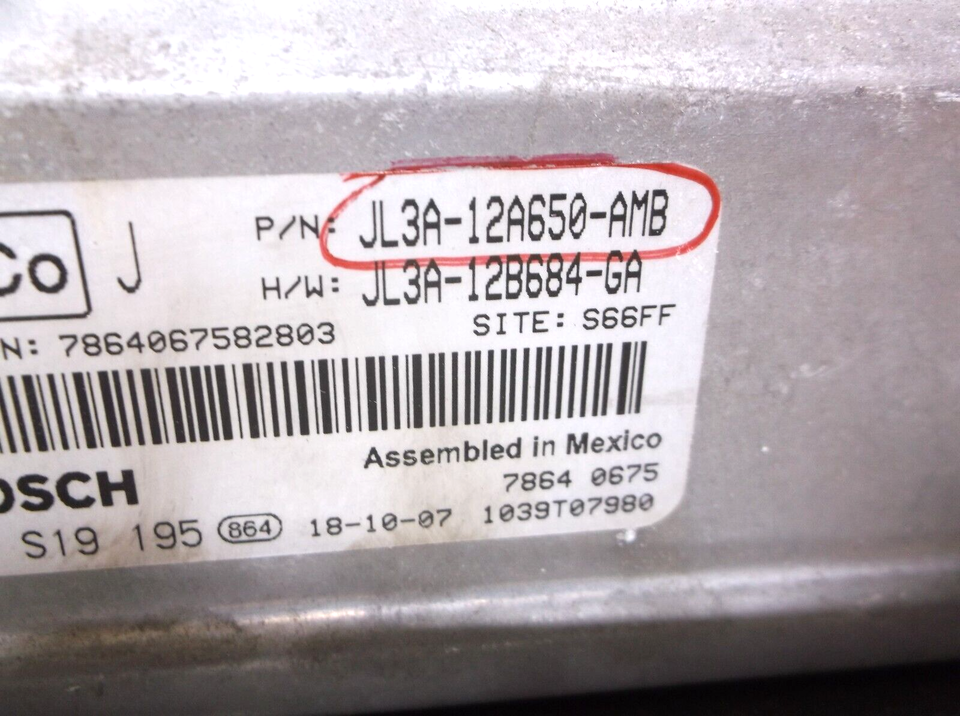 Co J P/N: JL3A-12A650-AMB
H/W: JL3A-12B684-GA
N: 7864067582803 SITE: S66FF
Assembled in Mexico
OSCH 7864 0675
S19 195 864 18-10-07 1039T07980